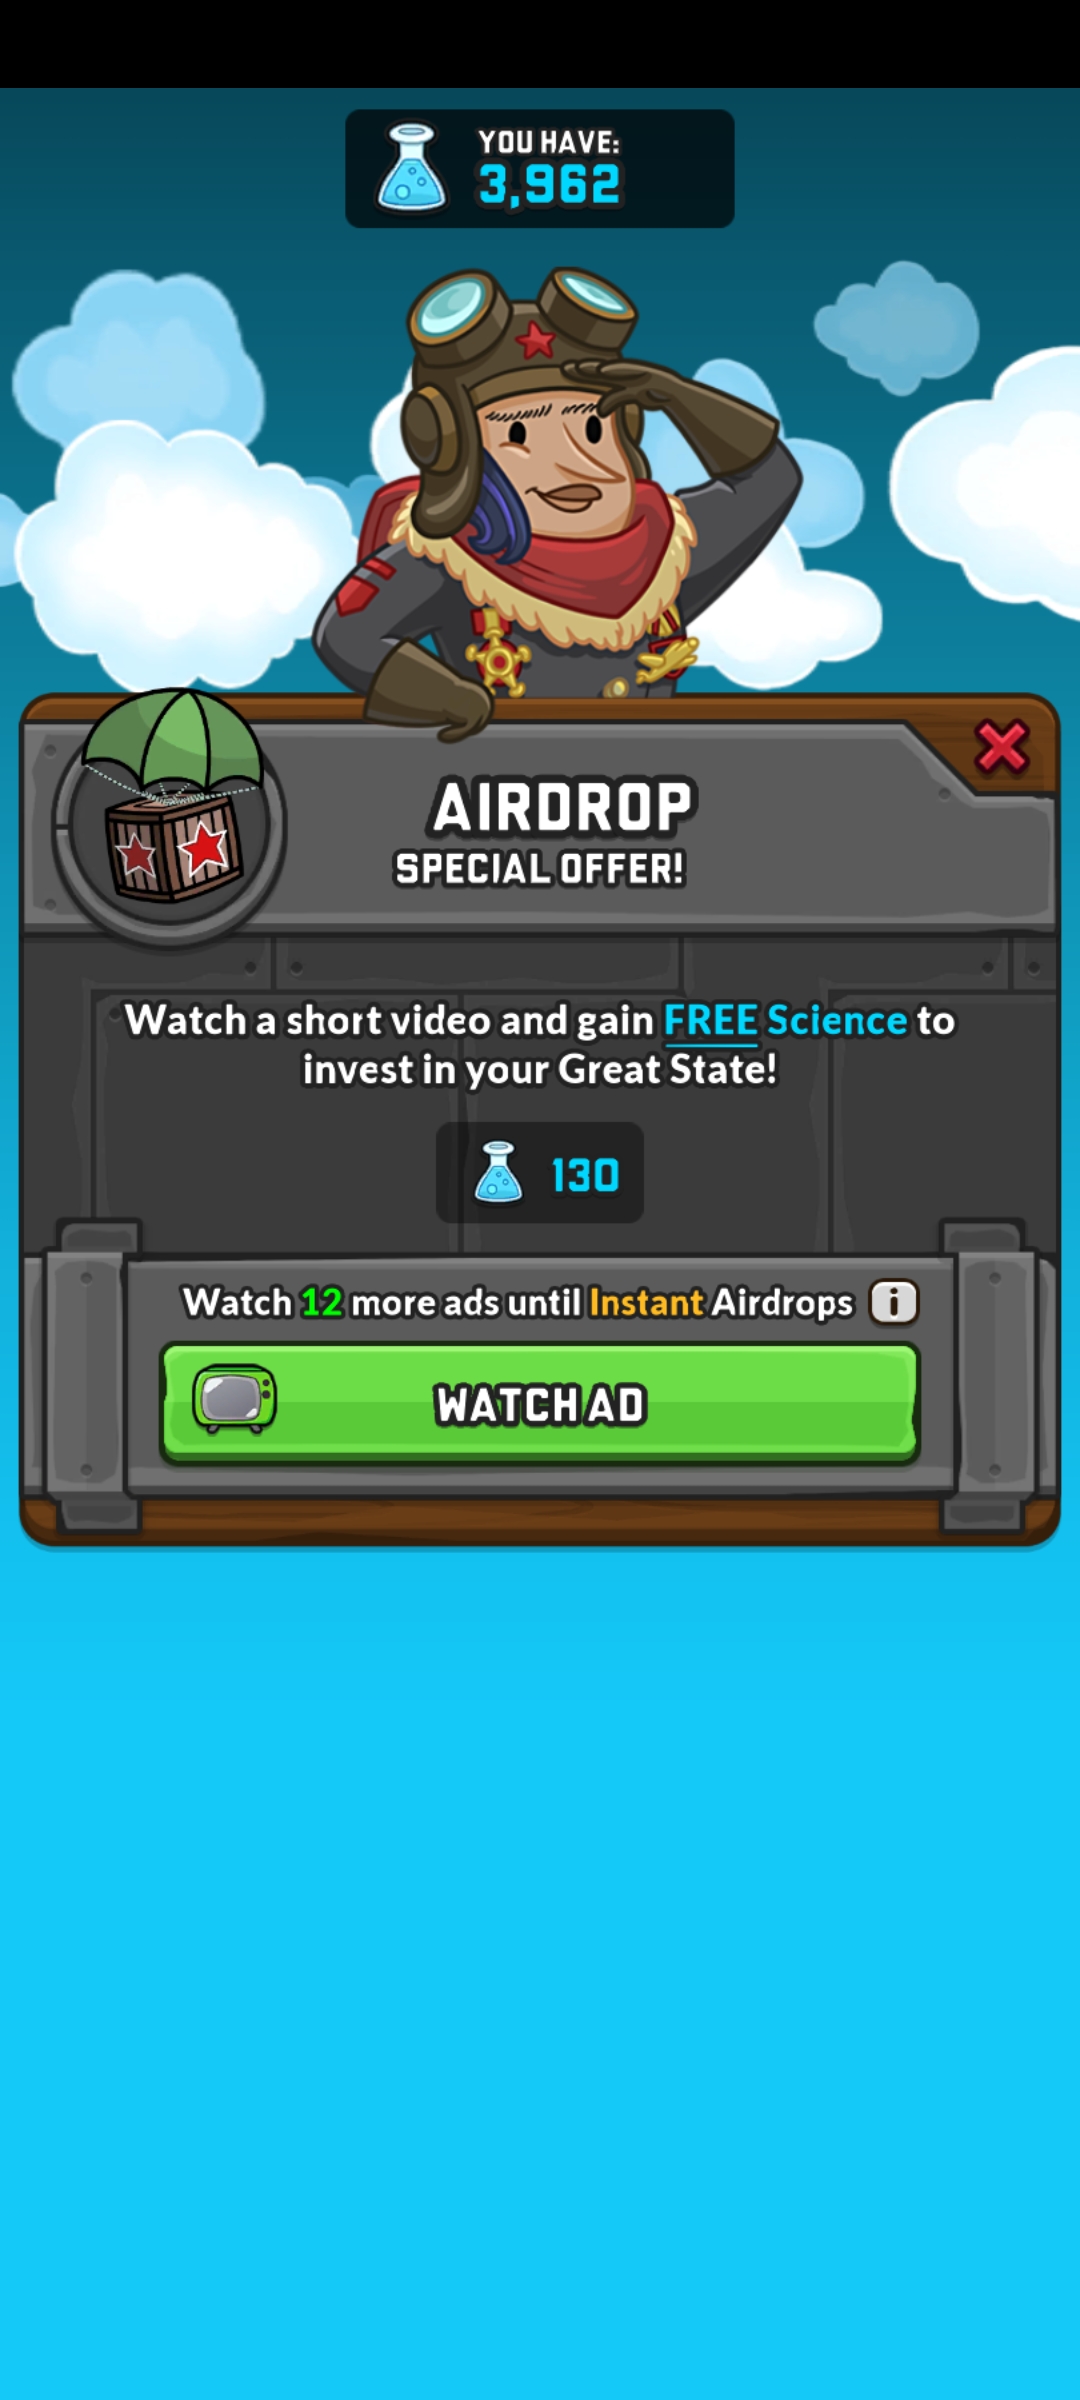 YOU HAVE:
3,962
AIRDROP
SPECIAL OFFER!
Watch a short video and gain FREE Science to
invest in your Great State!
130
Watch 12 more ads until Instant Airdrops i
WATCH AD